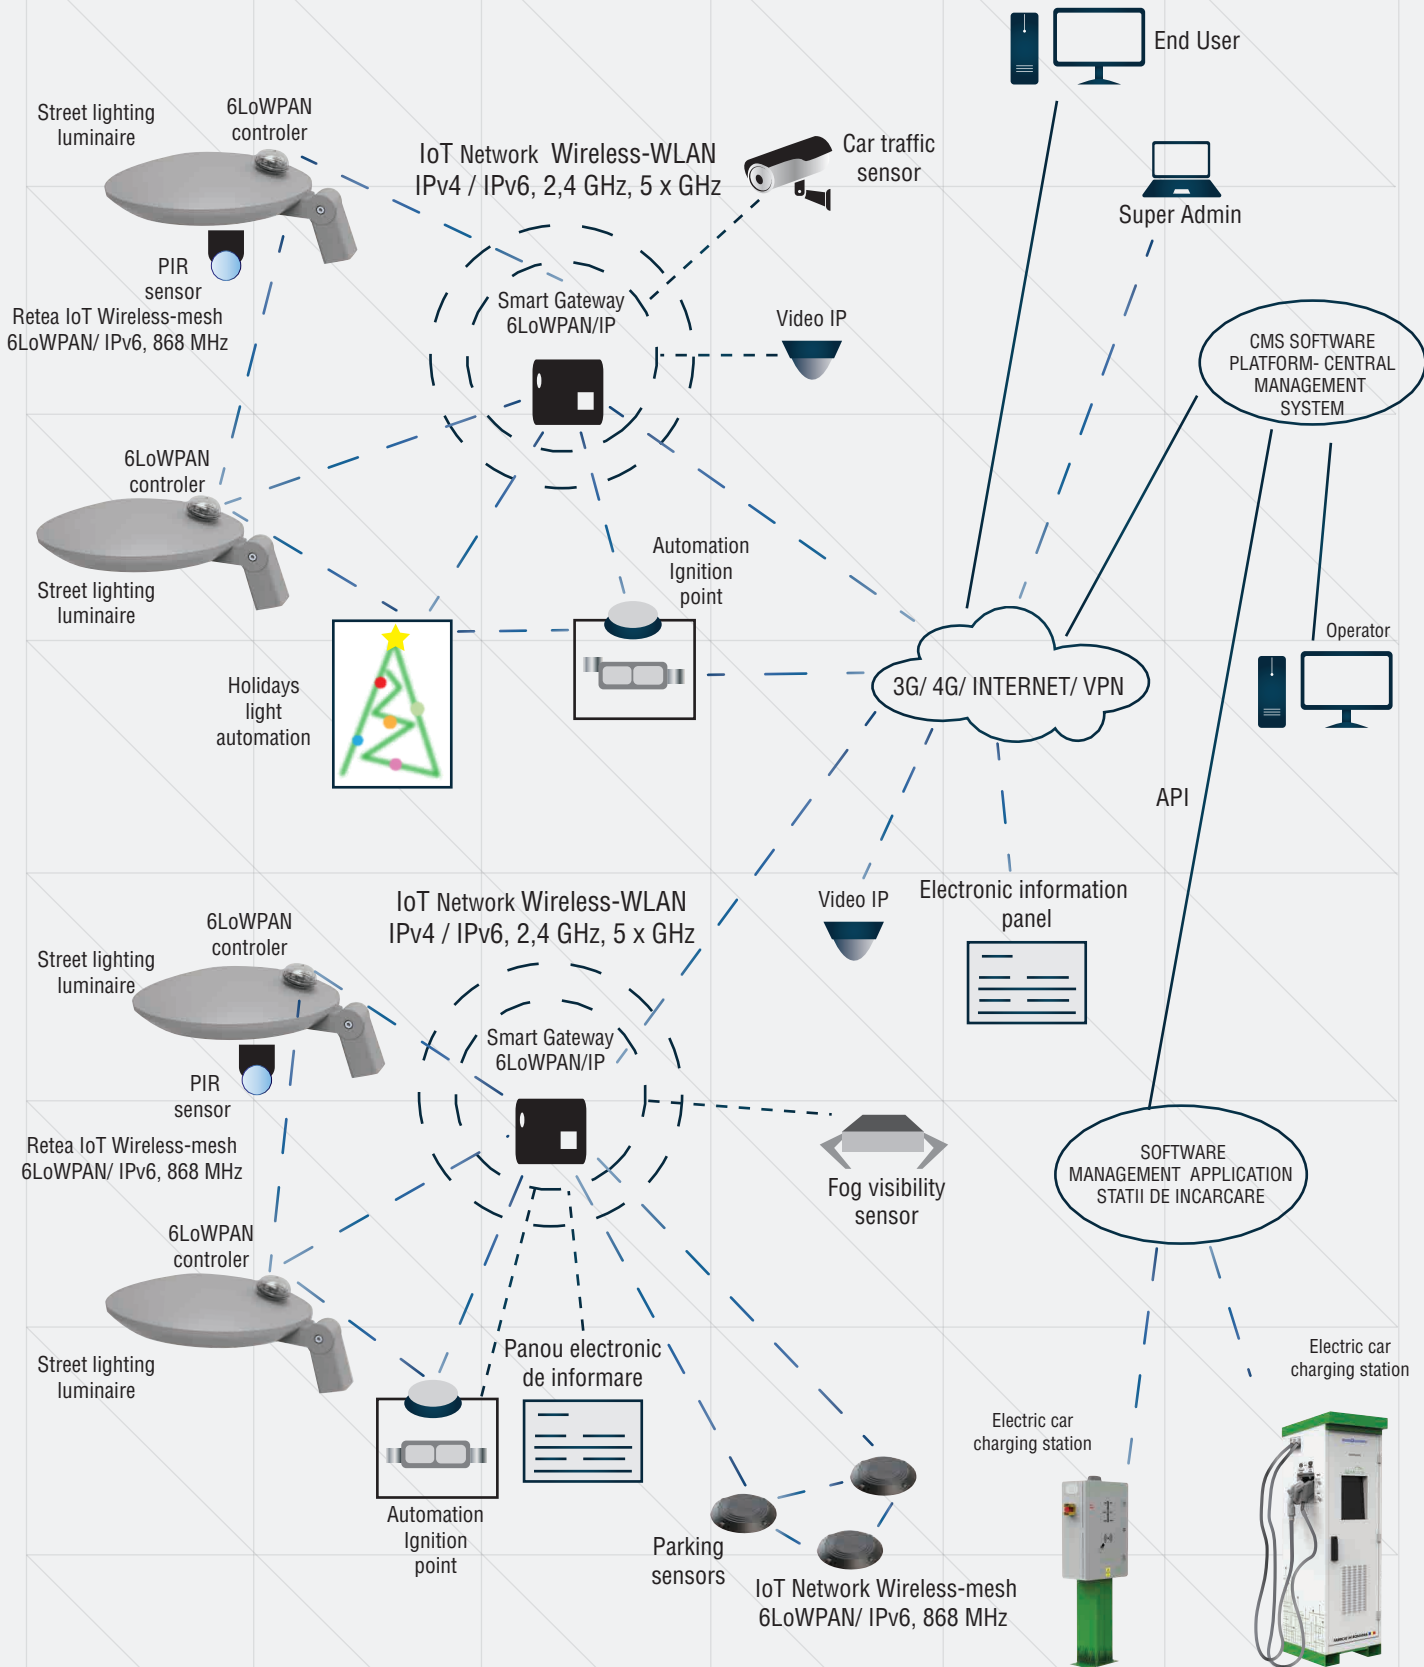 End User
Street lighting
luminaire
6LoWPAN
controler
IoT Network Wireless-WLAN
IPv4 / IPv6, 2,4 GHz, 5 x GHz
Car traffic
sensor
Super Admin
PIR
sensor
Retea IoT Wireless-mesh
6LoWPAN/ IPv6, 868 MHz
Smart Gateway
6LoWPAN/IP
Video IP
CMS SOFTWARE
PLATFORM- CENTRAL
MANAGEMENT
SYSTEM
6LoWPAN
controler
Street lighting
luminaire
Automation
Ignition
point
Operator
Holidays
light
automation
3G/ 4G/ INTERNET/ VPN
API
IoT Network Wireless-WLAN
IPv4 / IPv6, 2,4 GHz, 5 x GHz
Video IP
Electronic information
panel
6LoWPAN
controler
Street lighting
luminaire
Smart Gateway
6LoWPAN/IP
PIR
sensor
Retea IoT Wireless-mesh
6LoWPAN/ IPv6, 868 MHz
Fog visibility
sensor
SOFTWARE
MANAGEMENT APPLICATION
STATII DE INCARCARE
6LoWPAN
controler
Street lighting
luminaire
Panou electronic
de informare
Electric car
charging station
Electric car
charging station
Automation
Ignition
point
Parking
sensors
IoT Network Wireless-mesh
6LoWPAN/ IPv6, 868 MHz